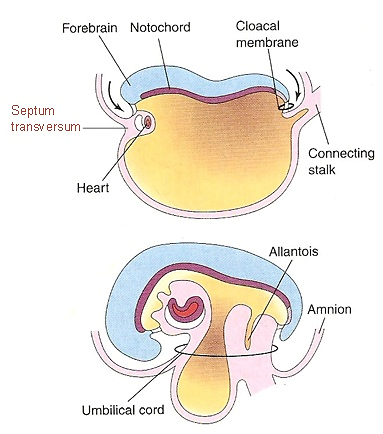 Forebrain
Notochord
Cloacal
membrane
Septum
transversum
Heart
Connecting
stalk
Allantois
Amnion
Umbilical cord